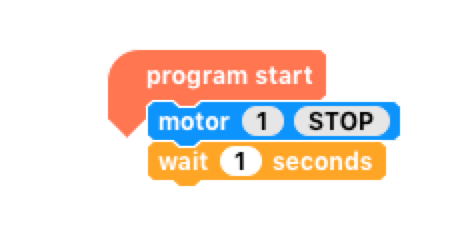 program start
motor 1 STOP
wait 1 seconds